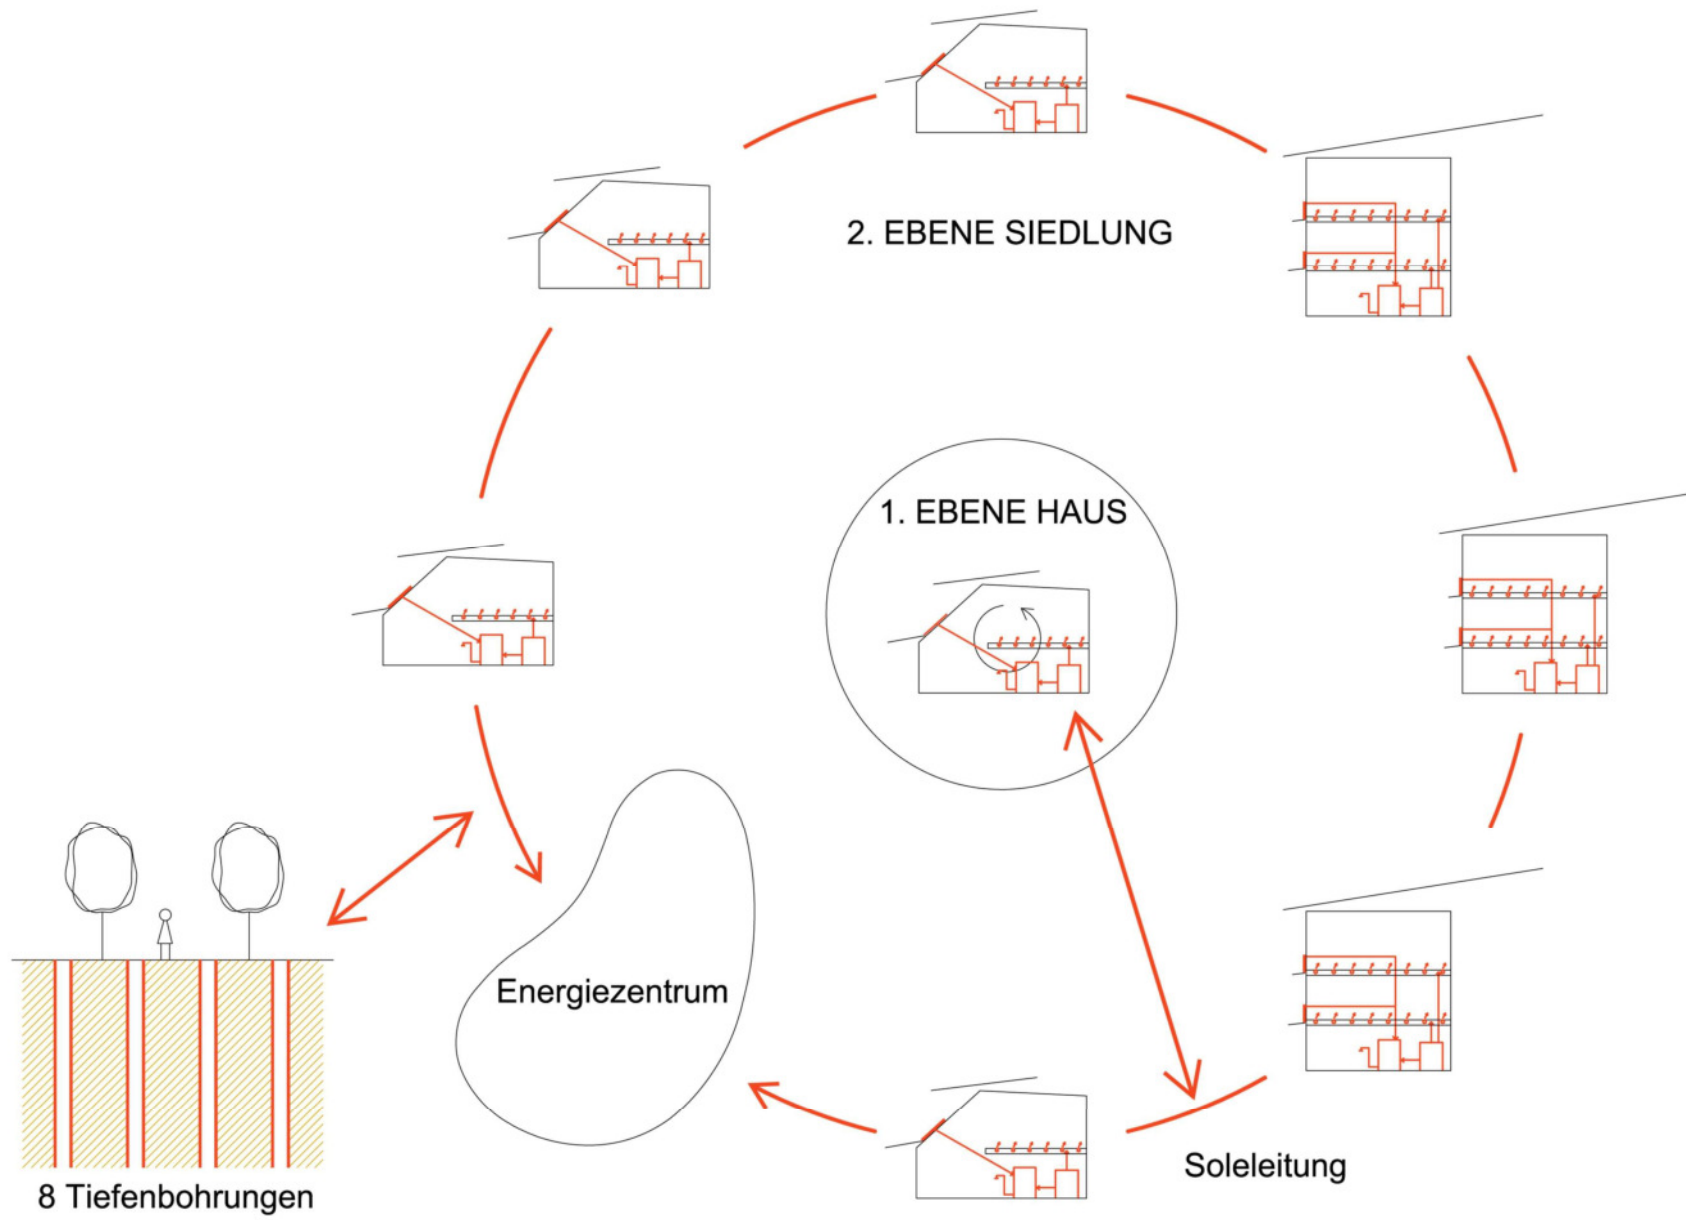 2. EBENE SIEDLUNG
1. EBENE HAUS
Energiezentrum
Soleleitung
8 Tiefenbohrungen